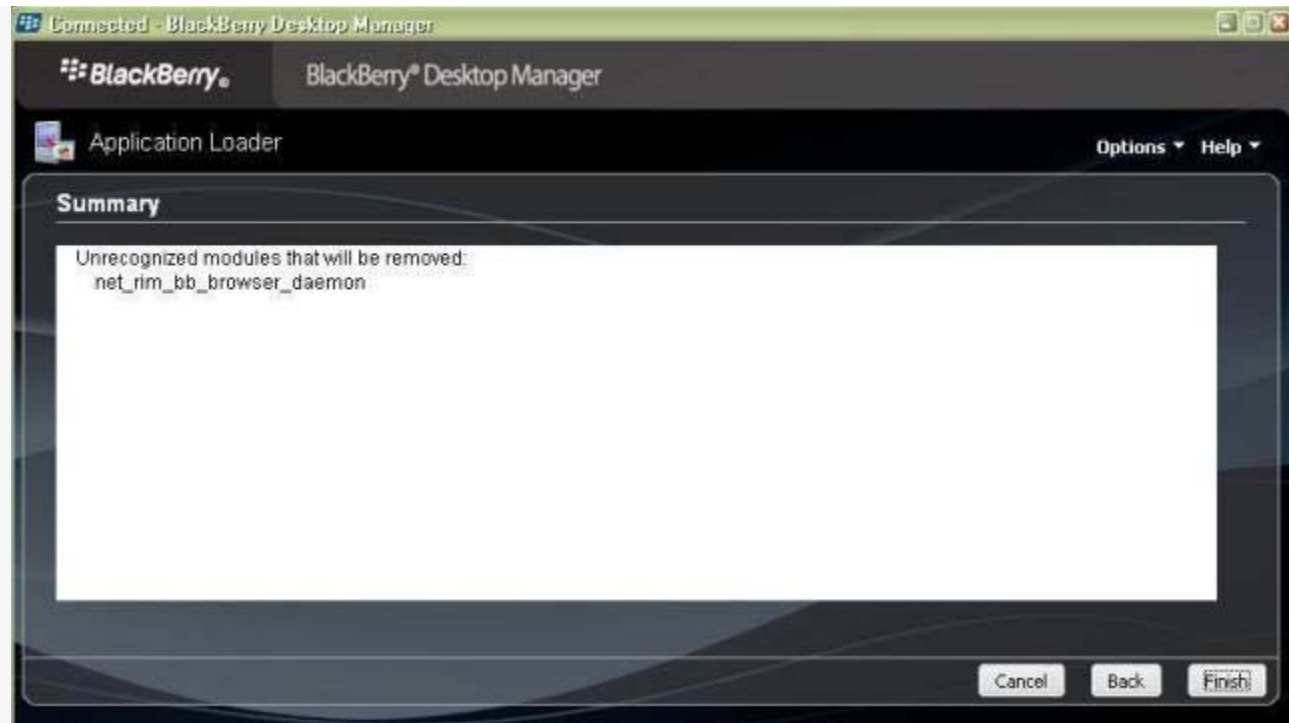 Connected - BlackBerry Desktop Manager
BlackBerry®
BlackBerry® Desktop Manager
Application Loader
Options Help
Summary
Unrecognized modules that will be removed:
net_rim_bb_browser_daemon
Cancel Back Finish